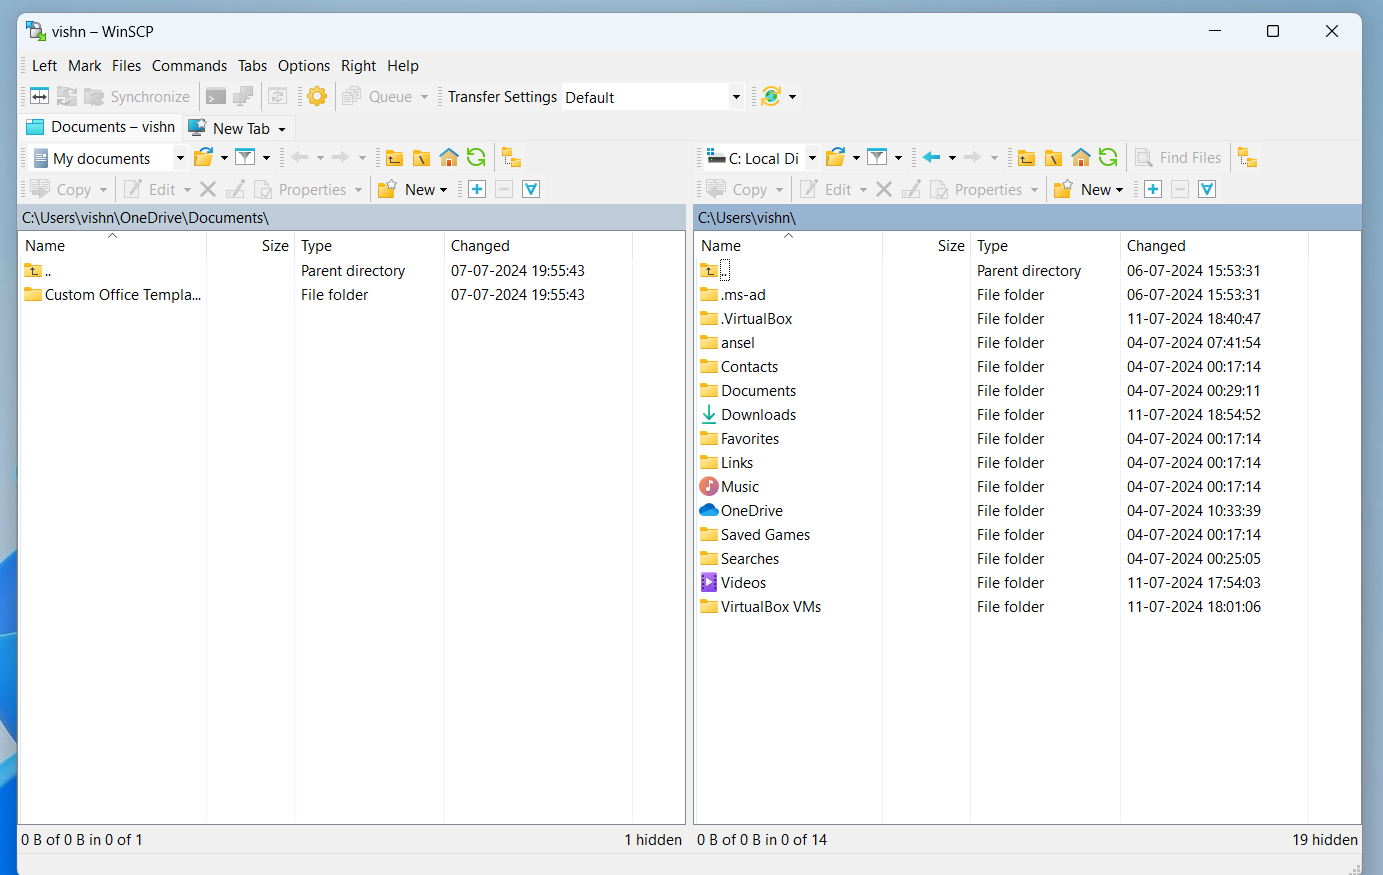 vishn – WinSCP
Left Mark Files Commands Tabs Options Right Help
Synchronize Queue Transfer Settings Default
Documents – vishn New Tab
My documents
Copy Edit Properties New
C:\Users\vishn\OneDrive\Documents\
Name Size Type Changed
.. Parent directory 07-07-2024 19:55:43
Custom Office Templa... File folder 07-07-2024 19:55:43
0 B of 0 B in 0 of 1 1 hidden
C: Local Di Find Files
Copy Edit Properties New
C:\Users\vishn\
Name Size Type Changed
.. Parent directory 06-07-2024 15:53:31
.ms-ad File folder 06-07-2024 15:53:31
.VirtualBox File folder 11-07-2024 18:40:47
ansel File folder 04-07-2024 07:41:54
Contacts File folder 04-07-2024 00:17:14
Documents File folder 04-07-2024 00:29:11
Downloads File folder 11-07-2024 18:54:52
Favorites File folder 04-07-2024 00:17:14
Links File folder 04-07-2024 00:17:14
Music File folder 04-07-2024 00:17:14
OneDrive File folder 04-07-2024 10:33:39
Saved Games File folder 04-07-2024 00:17:14
Searches File folder 04-07-2024 00:25:05
Videos File folder 11-07-2024 17:54:03
VirtualBox VMs File folder 11-07-2024 18:01:06
0 B of 0 B in 0 of 14 19 hidden